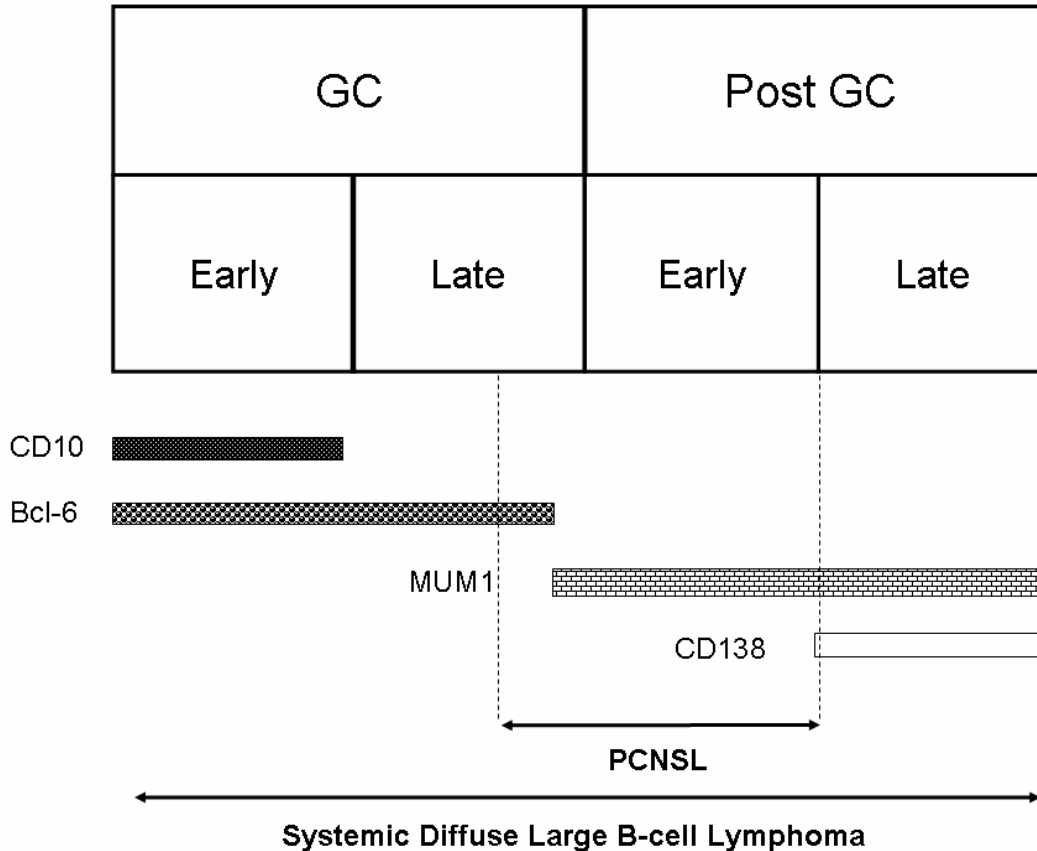 GC
Post GC
Early
Late
Early
Late
CD10
Bcl-6
MUM1
CD138
PCNSL
Systemic Diffuse Large B-cell Lymphoma